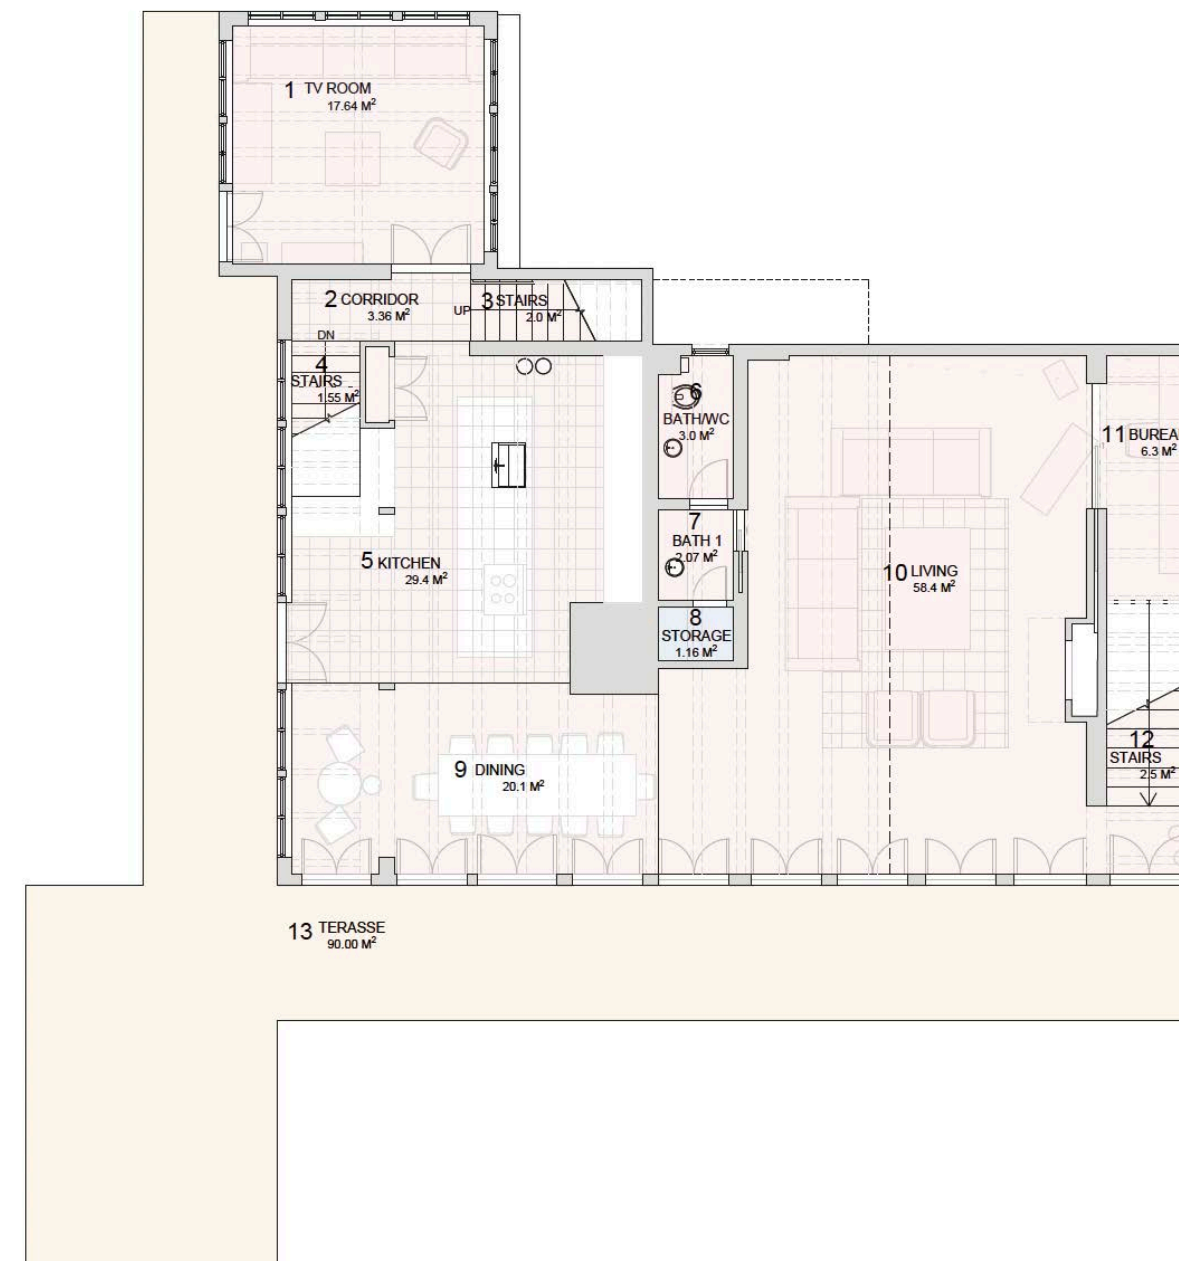 1 TV ROOM
17.64 M²
2 CORRIDOR
3.36 M²
UP
3 STAIRS
2.0 M²
DN
4
STAIRS
1.55 M²
5 KITCHEN
29.4 M²
6
BATH/WC
3.0 M²
7
BATH 1
2.07 M²
8
STORAGE
1.16 M²
9 DINING
20.1 M²
10 LIVING
58.4 M²
11 BUREA
6.3 M²
12
STAIRS
2.5 M²
13 TERASSE
90.00 M²